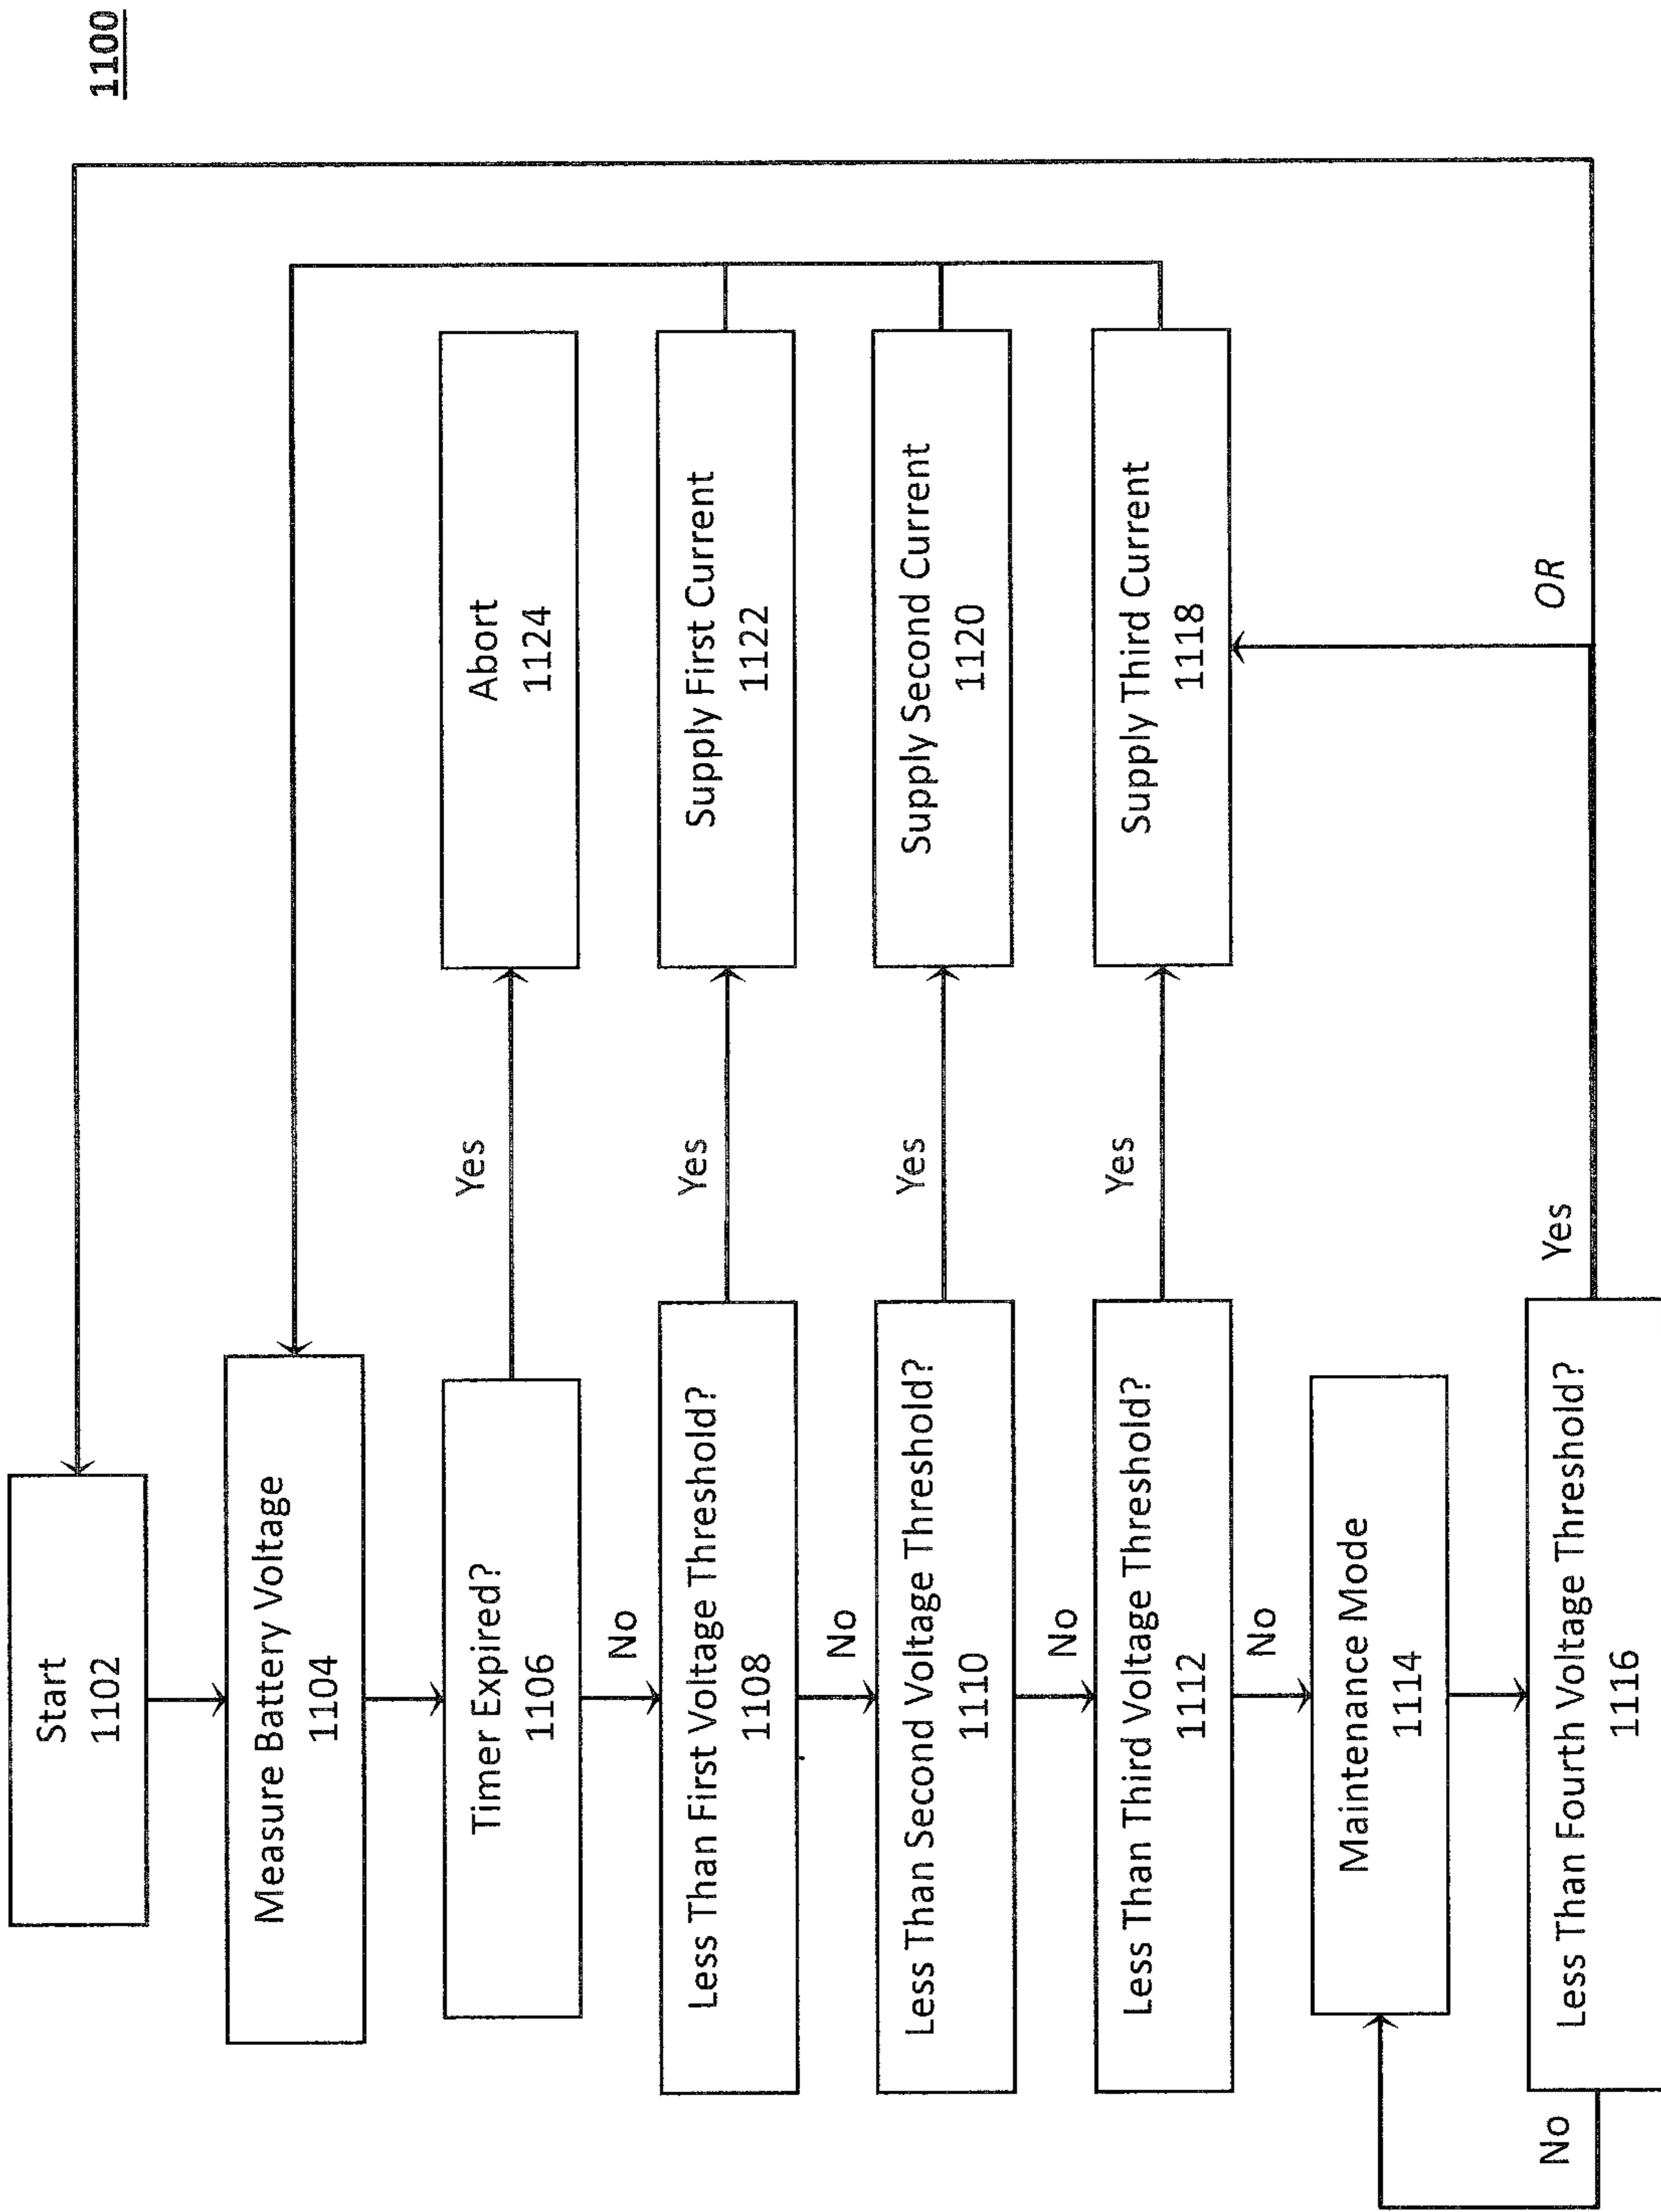 1100
Start
1102
Measure Battery Voltage
1104
Timer Expired?
1106
Yes
Abort
1124
No
Less Than First Voltage Threshold?
1108
Yes
Supply First Current
1122
No
Less Than Second Voltage Threshold?
1110
Yes
Supply Second Current
1120
No
Less Than Third Voltage Threshold?
1112
Yes
Supply Third Current
1118
No
Maintenance Mode
1114
Less Than Fourth Voltage Threshold?
1116
Yes
OR
No